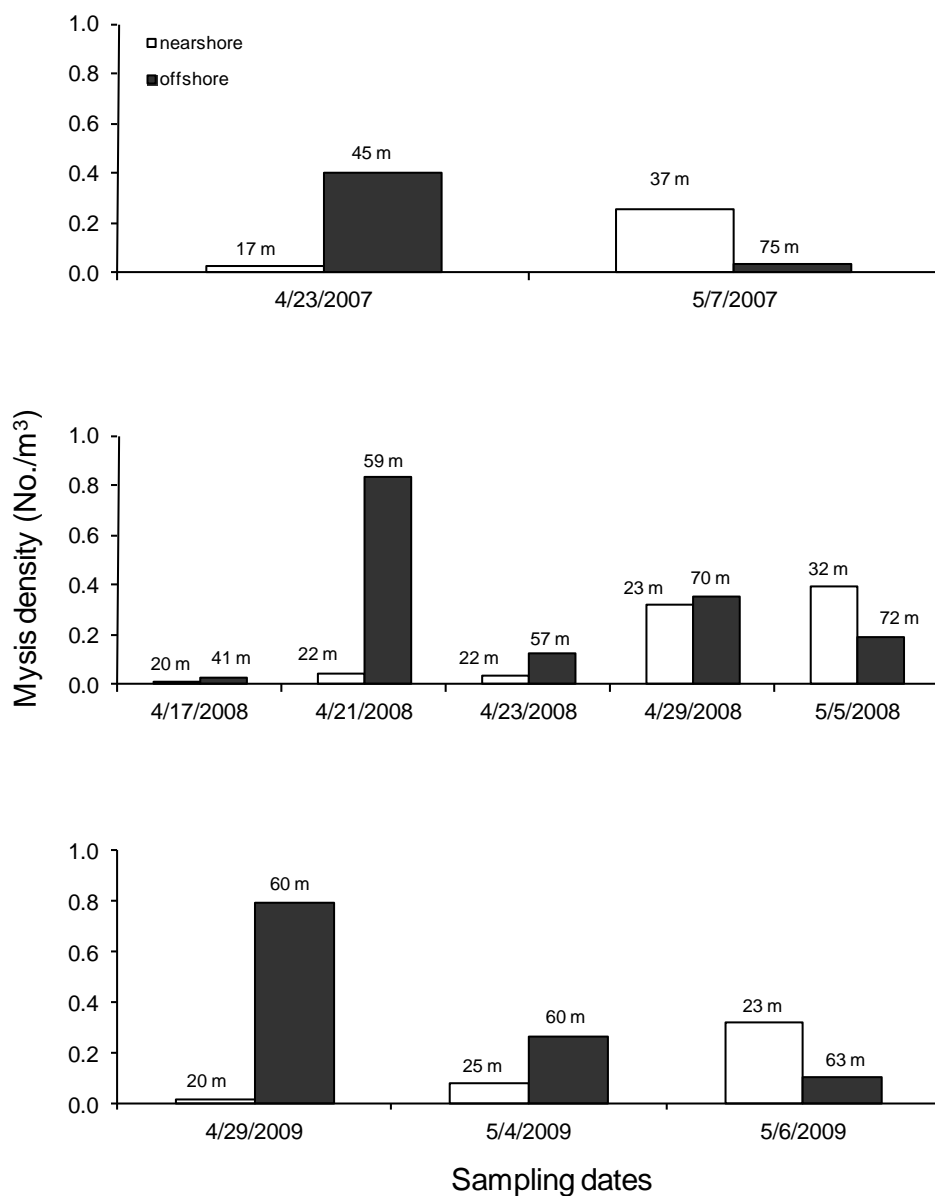 1.0
nearshore
0.8
offshore
0.6
45 m
0.4
37 m
0.2
17 m
75 m
0.0
4/23/2007 5/7/2007
Mysis density (No./m³)
1.0
59 m
0.8
0.6
32 m
0.4
23 m 70 m
72 m
0.2
57 m
20 m 41 m 22 m 22 m
0.0
4/17/2008 4/21/2008 4/23/2008 4/29/2008 5/5/2008
1.0
60 m
0.8
0.6
0.4
60 m
23 m
0.2
25 m
63 m
20 m
0.0
4/29/2009 5/4/2009 5/6/2009
Sampling dates